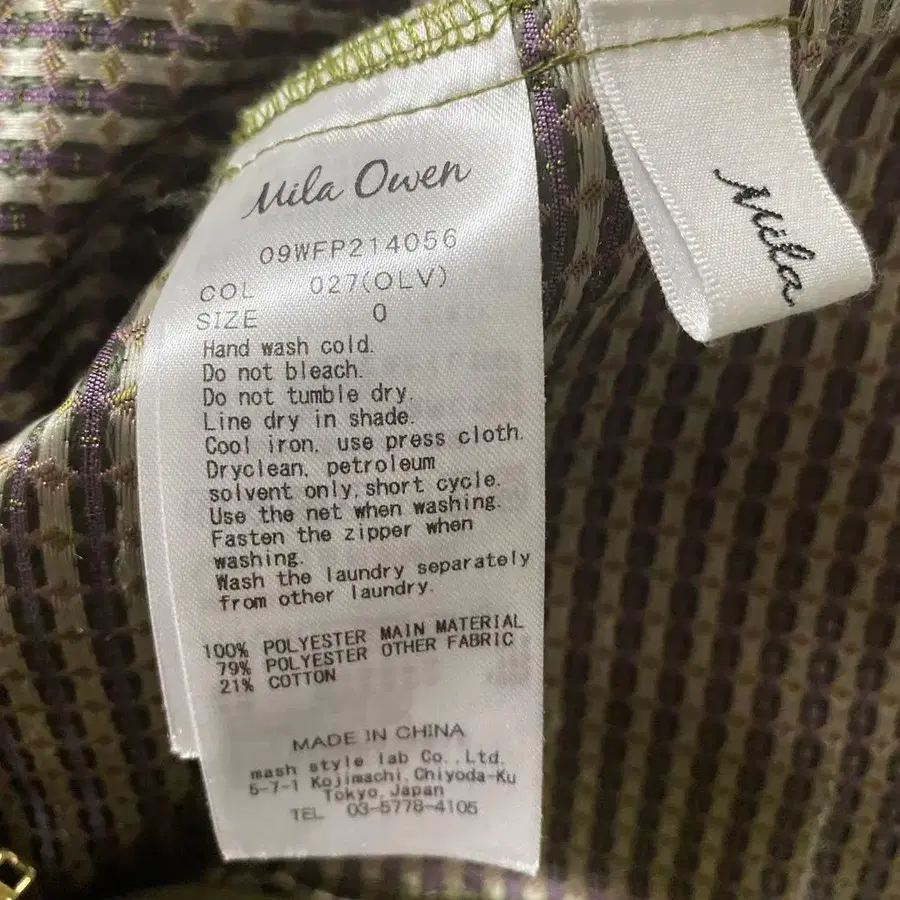 Mila Owen
09WFP214056
COL 027(OLV)
SIZE 0
Hand wash cold.
Do not bleach.
Do not tumble dry.
Line dry in shade.
Cool iron, use press cloth.
Dryclean, petroleum
solvent only,short cycle.
Use the net when washing.
Fasten the zipper when
washing.
Wash the laundry separately
from other laundry.
100% POLYESTER MAIN MATERIAL
79% POLYESTER OTHER FABRIC
21% COTTON
MADE IN CHINA
mash style lab Co.,Ltd.
5-7-1 Kojimachi,Chiyoda-Ku
Tokyo,Japan
TEL 03-5778-4105
Mila